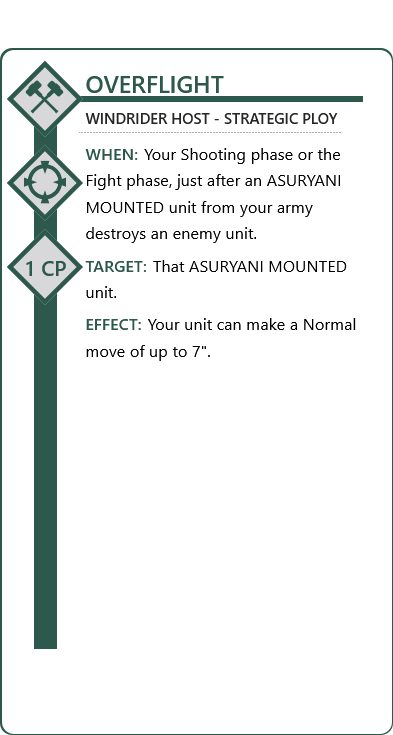 OVERFLIGHT
WINDRIDER HOST - STRATEGIC PLOY
WHEN: Your Shooting phase or the
Fight phase, just after an ASURYANI
MOUNTED unit from your army
destroys an enemy unit.
1 CP
TARGET: That ASURYANI MOUNTED
unit.
EFFECT: Your unit can make a Normal
move of up to 7".